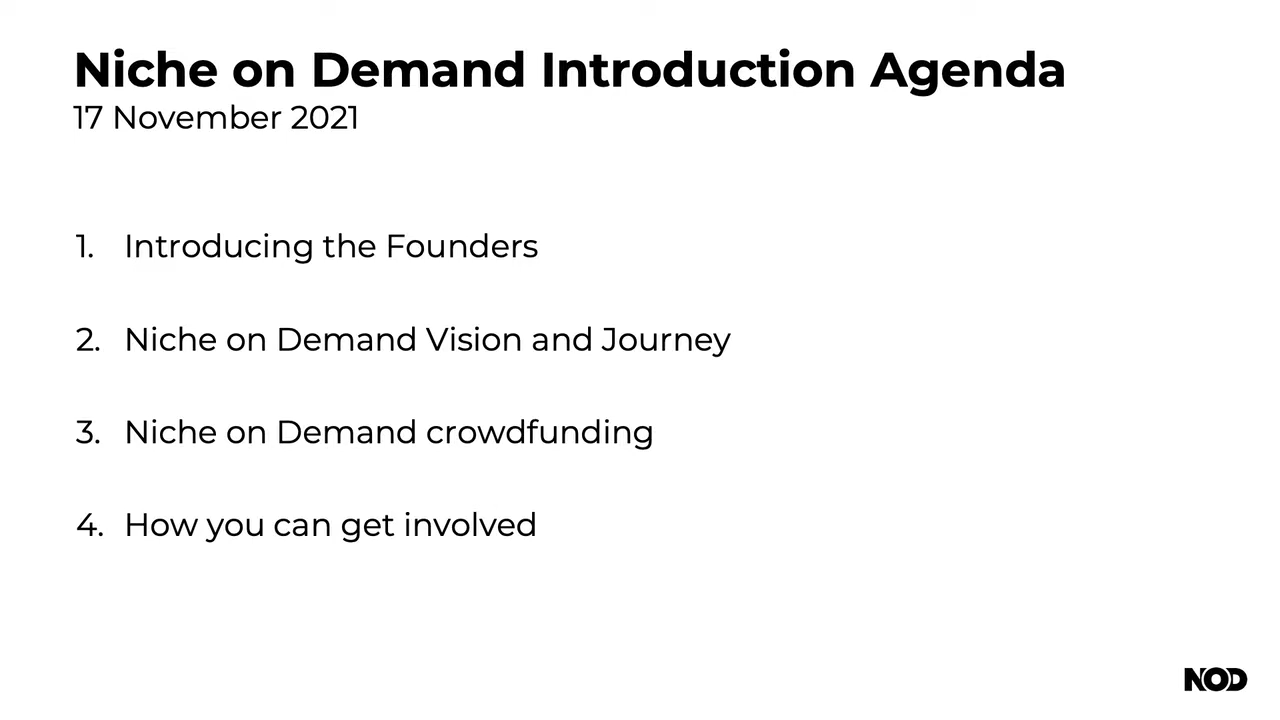 Niche on Demand Introduction Agenda
17 November 2021
1. Introducing the Founders
2. Niche on Demand Vision and Journey
3. Niche on Demand crowdfunding
4. How you can get involved
NOD